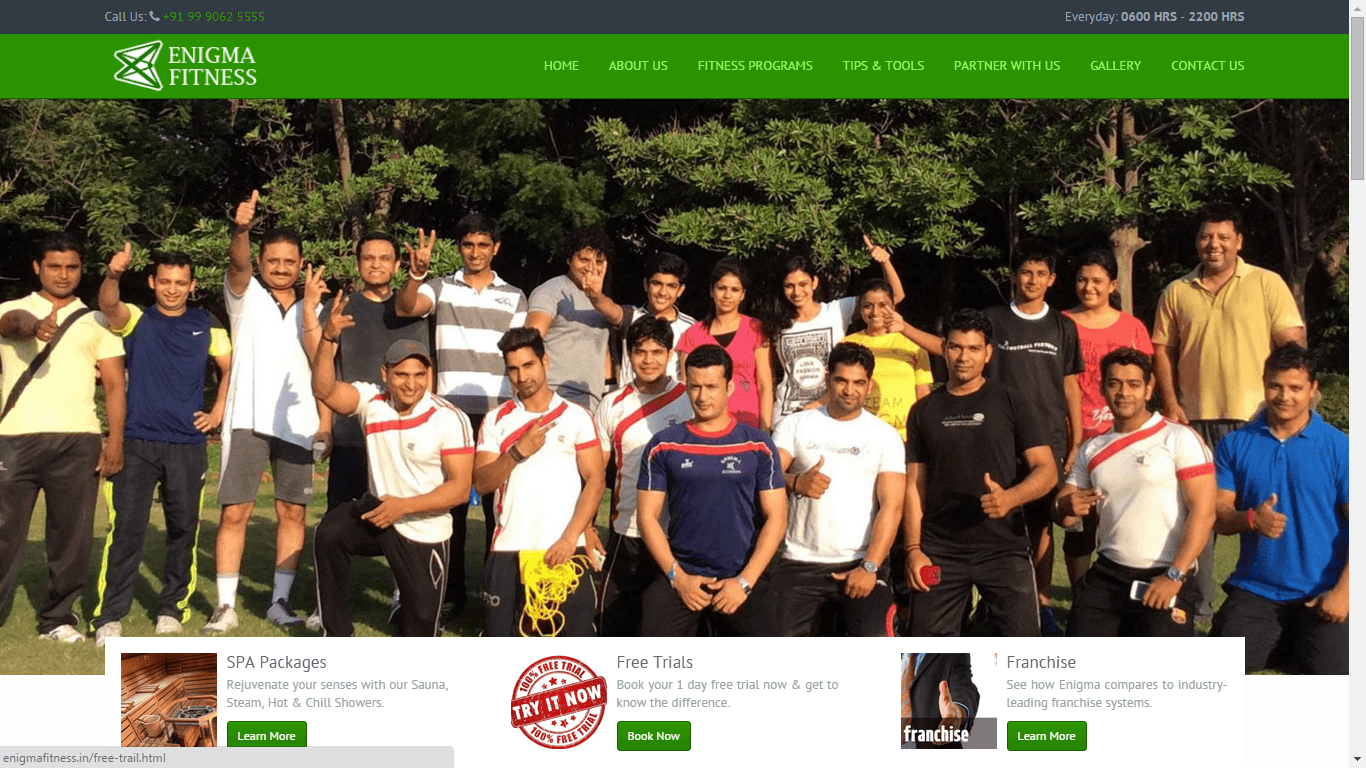 Call Us: +91 99 9062 5555
Everyday: 0600 HRS - 2200 HRS
ENIGMA
FITNESS
HOME
ABOUT US
FITNESS PROGRAMS
TIPS & TOOLS
PARTNER WITH US
GALLERY
CONTACT US
LOVE
PASSION
TEAM
SPA Packages
Rejuvenate your senses with our Sauna,
Steam, Hot & Chill Showers.
Learn More
100% FREE TRIAL
TRY IT NOW
100% FREE TRIAL
Free Trials
Book your 1 day free trial now & get to
know the difference.
Book Now
franchise
Franchise
See how Enigma compares to industry-
leading franchise systems.
Learn More
enigmafitness.in/free-trail.html